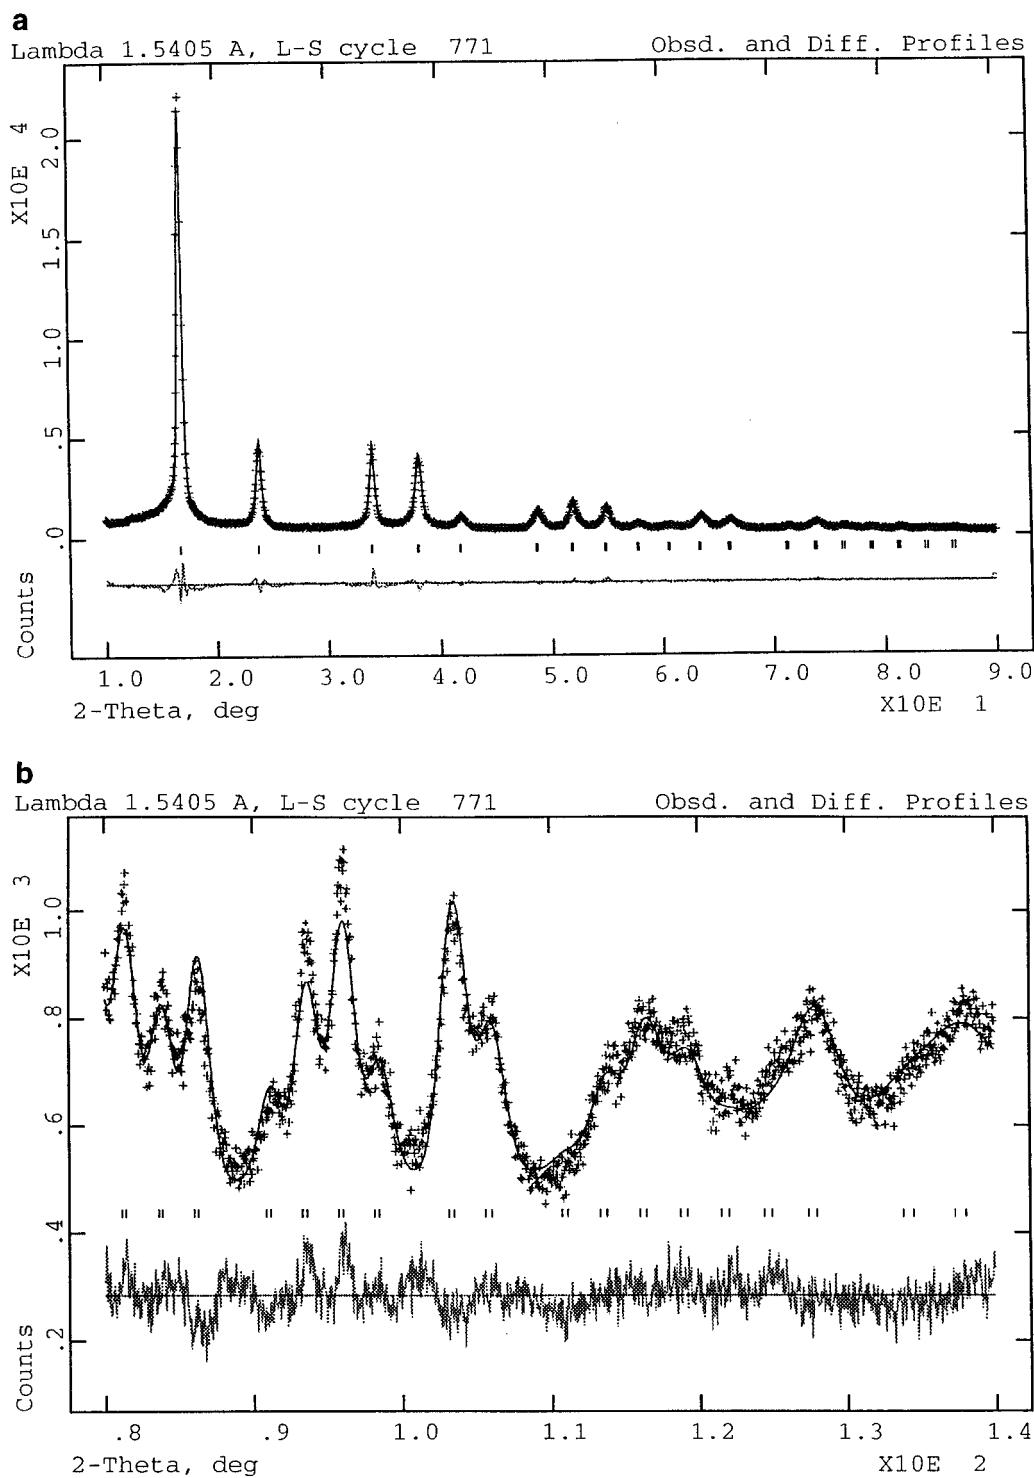 a
Lambda 1.5405 A, L-S cycle 771 Obsd. and Diff. Profiles
X10E 4
2.0
1.5
1.0
.5
.0
Counts
1.0 2.0 3.0 4.0 5.0 6.0 7.0 8.0 9.0
2-Theta, deg X10E 1
b
Lambda 1.5405 A, L-S cycle 771 Obsd. and Diff. Profiles
X10E 3
1.0
.8
.6
.4
.2
Counts
.8 .9 1.0 1.1 1.2 1.3 1.4
2-Theta, deg X10E 2